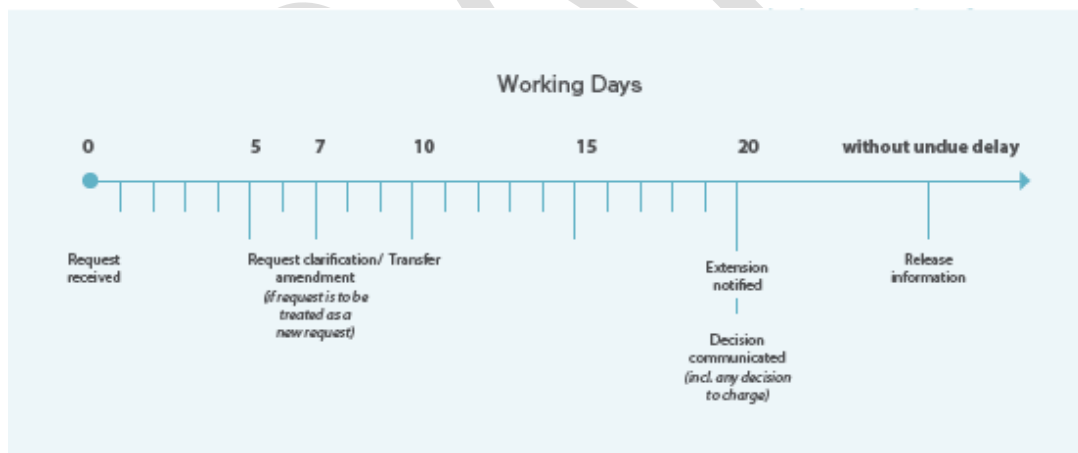 Working Days
0 5 7 10 15 20 without undue delay
Request
received
Request clarification/
amendment
(if request is to be
treated as a
new request)
Transfer
Extension
notified
Decision
communicated
(incl. any decision
to charge)
Release
information